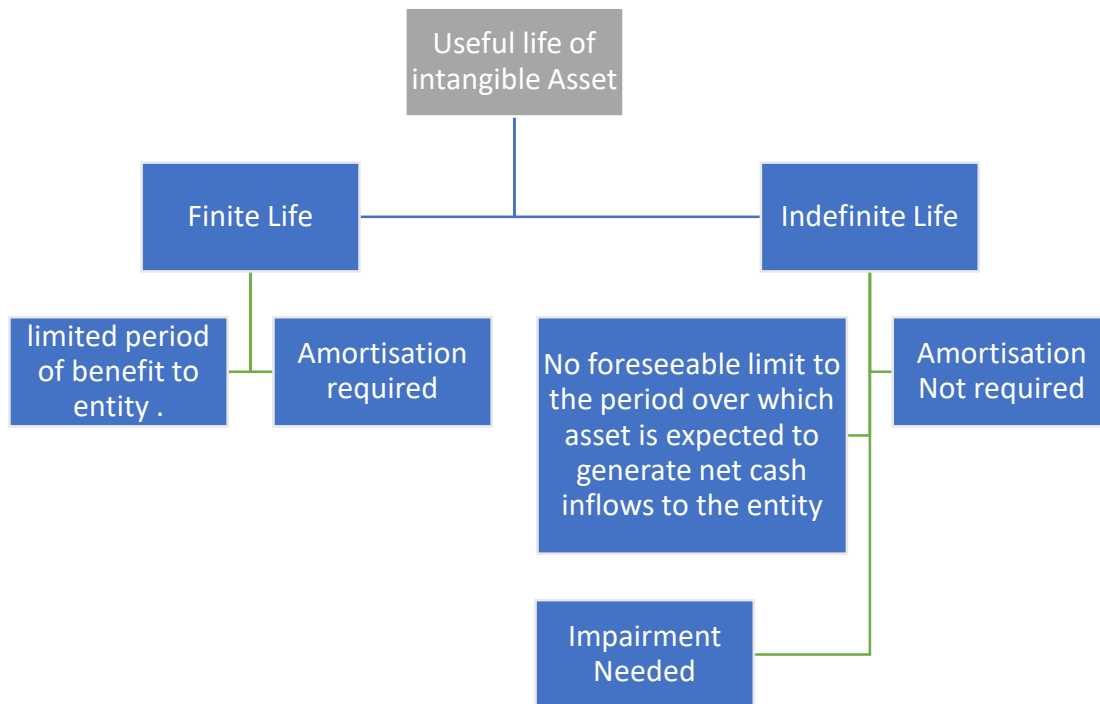 Useful life of
intangible Asset
Finite Life
Indefinite Life
limited period
of benefit to
entity .
Amortisation
required
No foreseeable limit to
the period over which
asset is expected to
generate net cash
inflows to the entity
Amortisation
Not required
Impairment
Needed